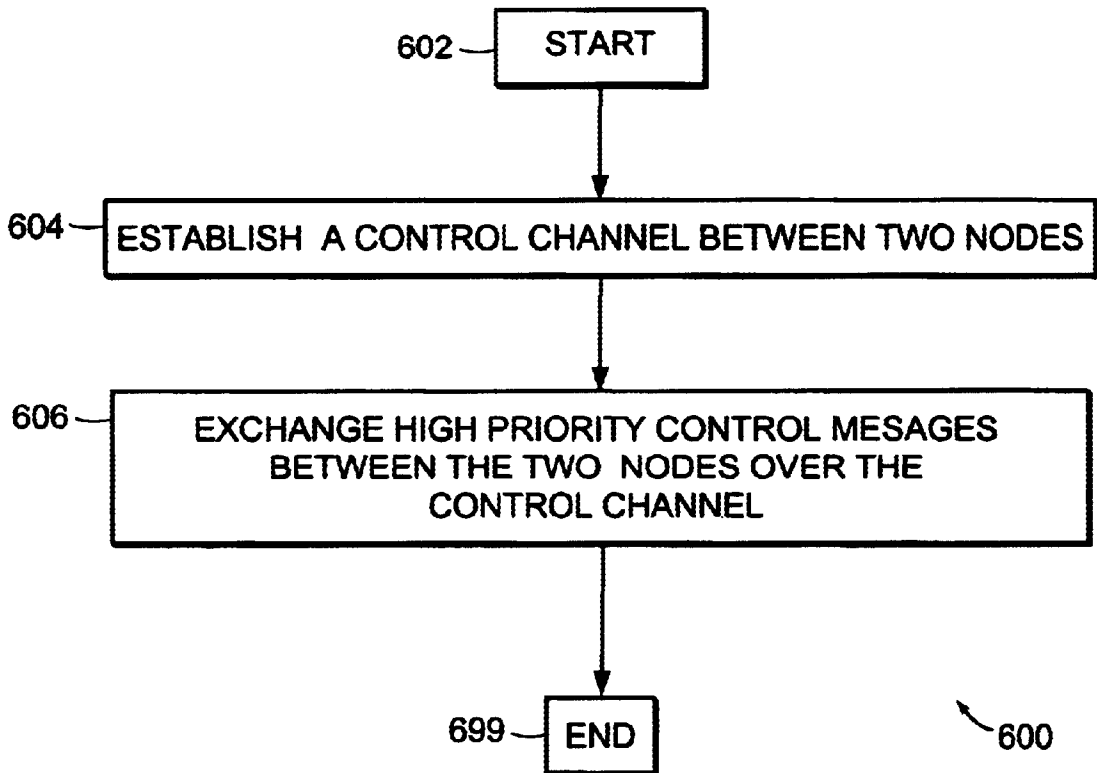 602
START
604
ESTABLISH A CONTROL CHANNEL BETWEEN TWO NODES
606
EXCHANGE HIGH PRIORITY CONTROL MESAGES
BETWEEN THE TWO NODES OVER THE
CONTROL CHANNEL
699
END
600